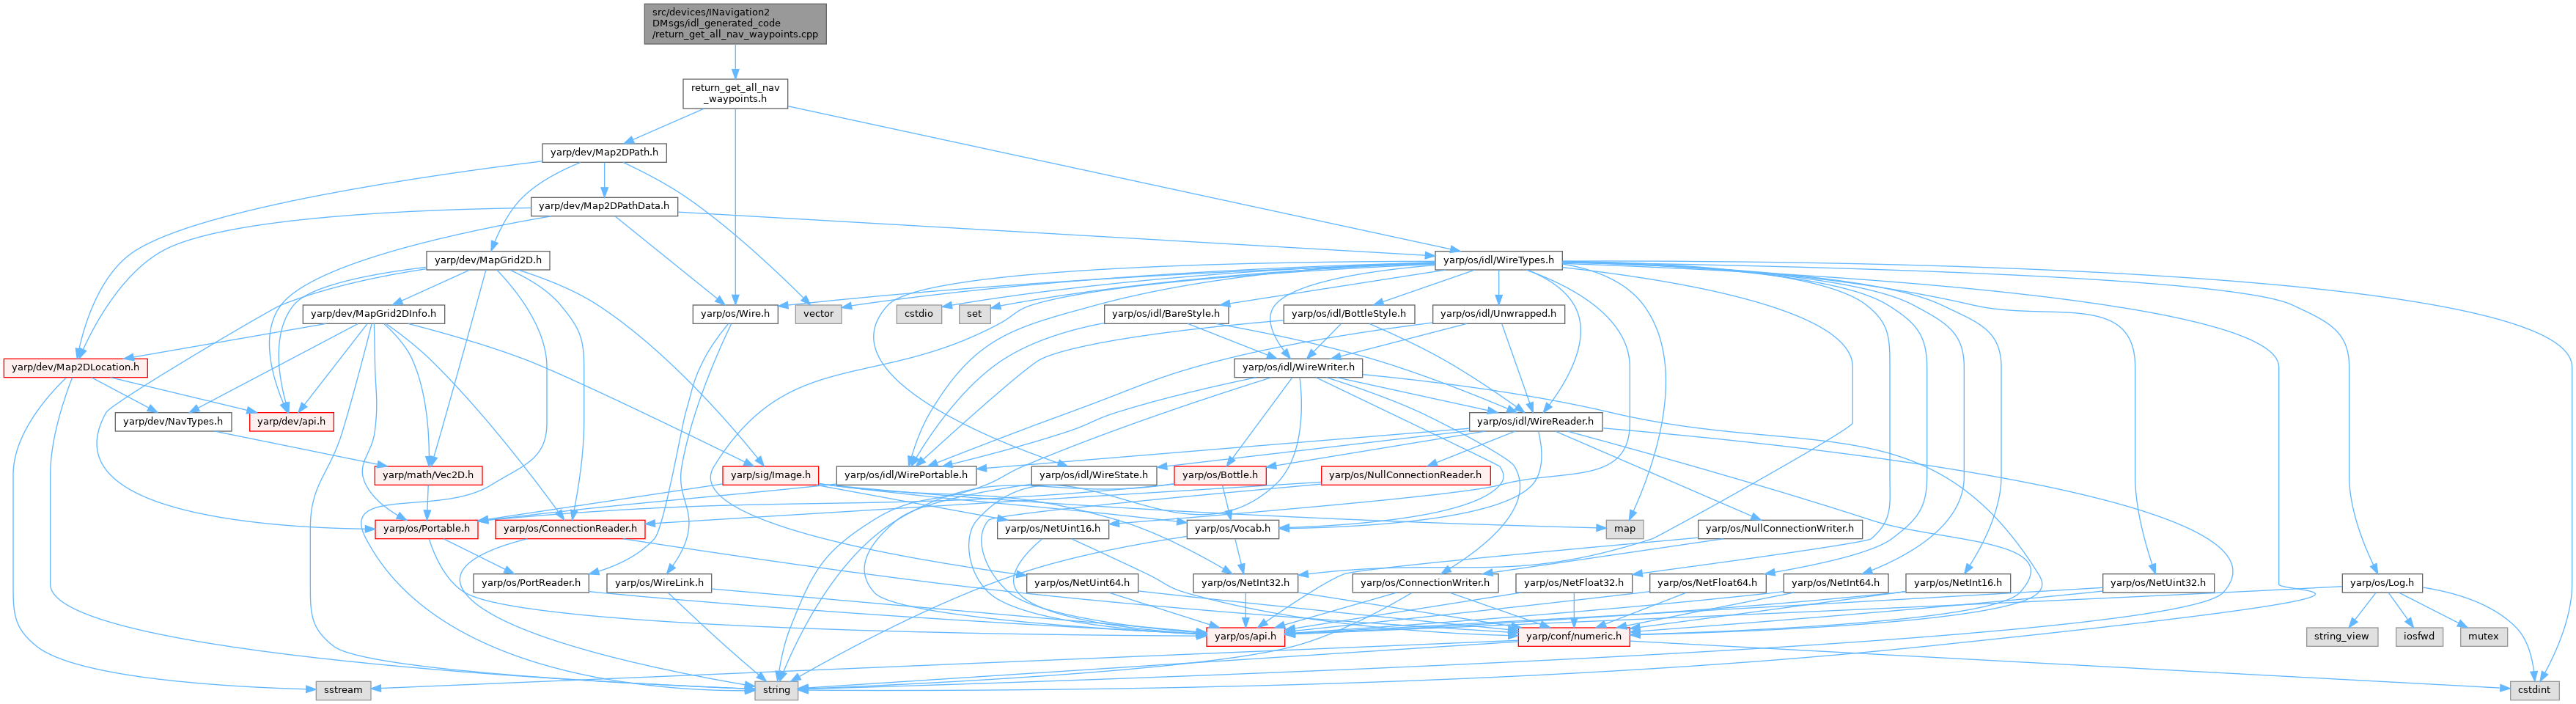 src/devices/INavigation2
DMsgs/idl_generated_code
/return_get_all_nav_waypoints.cpp
return_get_all_nav
_waypoints.h
yarp/dev/Map2DPath.h
yarp/dev/Map2DPathData.h
yarp/dev/MapGrid2D.h
yarp/os/idl/WireTypes.h
yarp/dev/MapGrid2DInfo.h
yarp/os/Wire.h
vector
cstdio
set
yarp/os/idl/BareStyle.h
yarp/os/idl/BottleStyle.h
yarp/os/idl/Unwrapped.h
yarp/dev/Map2DLocation.h
yarp/os/idl/WireWriter.h
yarp/dev/NavTypes.h
yarp/dev/api.h
yarp/os/idl/WireReader.h
yarp/math/Vec2D.h
yarp/sig/Image.h
yarp/os/idl/WirePortable.h
yarp/os/idl/WireState.h
yarp/os/Bottle.h
yarp/os/NullConnectionReader.h
yarp/os/Portable.h
yarp/os/ConnectionReader.h
yarp/os/NetUint16.h
yarp/os/Vocab.h
map
yarp/os/NullConnectionWriter.h
yarp/os/PortReader.h
yarp/os/WireLink.h
yarp/os/NetUint64.h
yarp/os/NetInt32.h
yarp/os/ConnectionWriter.h
yarp/os/NetFloat32.h
yarp/os/NetFloat64.h
yarp/os/NetInt64.h
yarp/os/NetInt16.h
yarp/os/NetUint32.h
yarp/os/Log.h
yarp/os/api.h
yarp/conf/numeric.h
string_view
iosfwd
mutex
sstream
string
cstdint